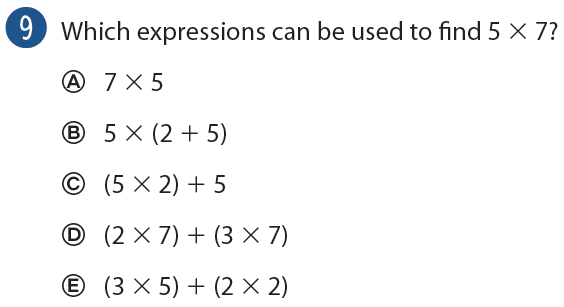 9 Which expressions can be used to find 5 × 7?
Ⓐ 7 × 5
Ⓑ 5 × (2 + 5)
Ⓒ (5 × 2) + 5
Ⓓ (2 × 7) + (3 × 7)
Ⓔ (3 × 5) + (2 × 2)